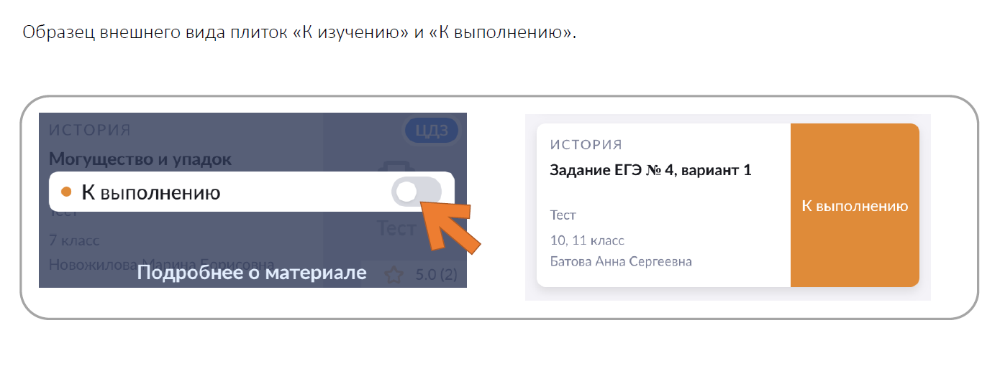 Образец внешнего вида плиток «К изучению» и «К выполнению».
ИСТОРИЯ
ЦДЗ
Могущество и упадок
К выполнению
Тест
Тест
7 класс
Новожилова Марина Борисовна
Подробнее о материале
5.0 (2)
ИСТОРИЯ
Задание ЕГЭ № 4, вариант 1
Тест
10, 11 класс
Батова Анна Сергеевна
К выполнению